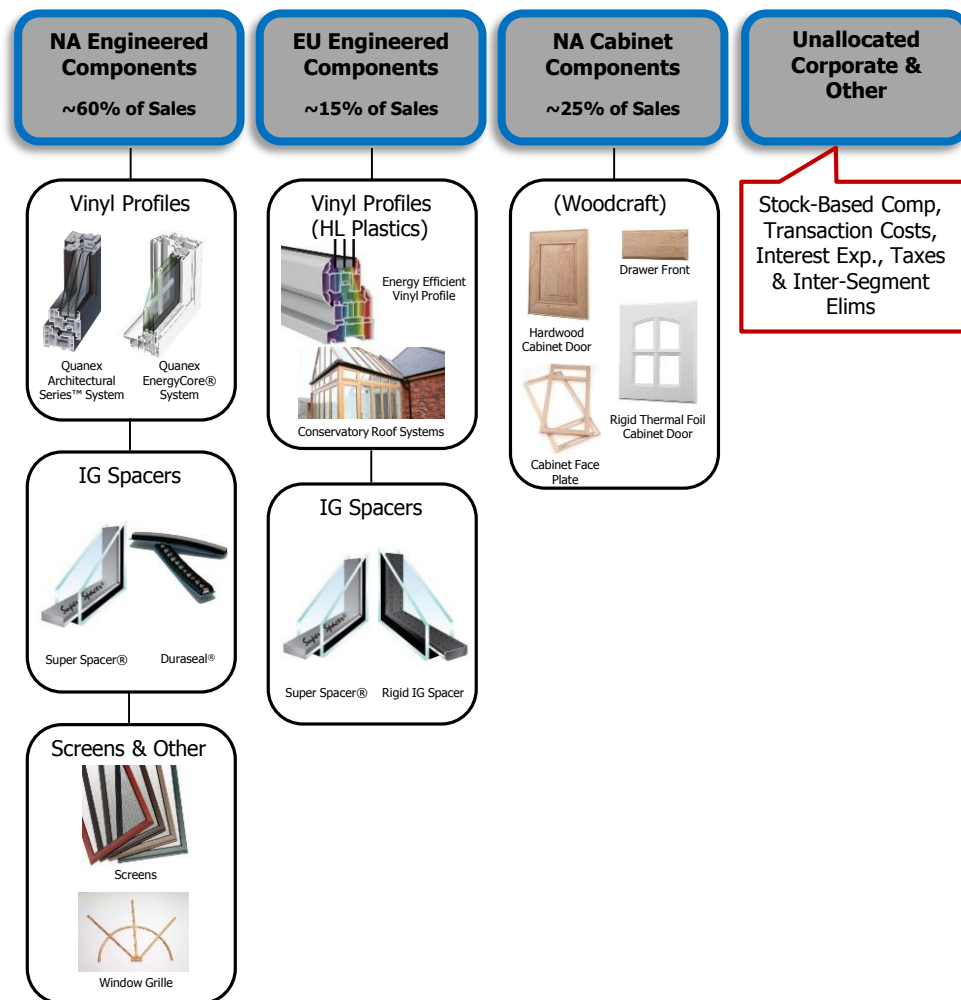 NA Engineered
Components
~60% of Sales
EU Engineered
Components
~15% of Sales
NA Cabinet
Components
~25% of Sales
Unallocated
Corporate &
Other
Vinyl Profiles
Quanex
Architectural
Series™ System
Quanex
EnergyCore®
System
IG Spacers
Super Spacer®
Super Spacer®
Duraseal®
Screens & Other
Screens
Window Grille
Vinyl Profiles
(HL Plastics)
Energy Efficient
Vinyl Profile
Conservatory Roof Systems
IG Spacers
Super Spacer®
Super Spacer®
Rigid IG Spacer
(Woodcraft)
Hardwood
Cabinet Door
Drawer Front
Cabinet Face
Plate
Rigid Thermal Foil
Cabinet Door
Stock-Based Comp,
Transaction Costs,
Interest Exp., Taxes
& Inter-Segment
Elims